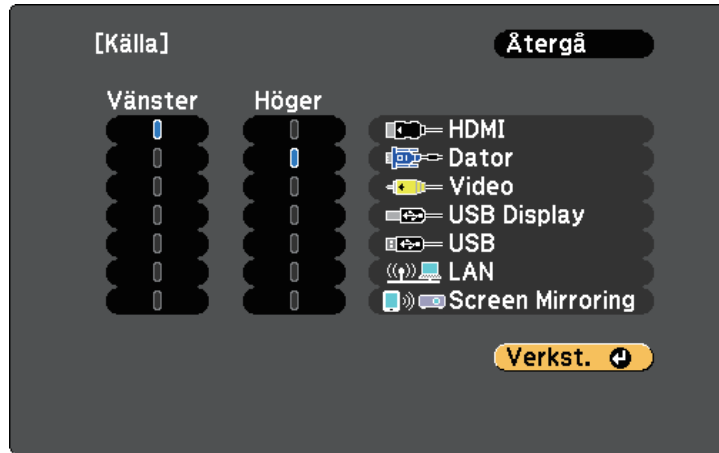 [Källa] Återgå
Vänster Höger
HDMI
Dator
Video
USB Display
USB
LAN
Screen Mirroring
Verkst.